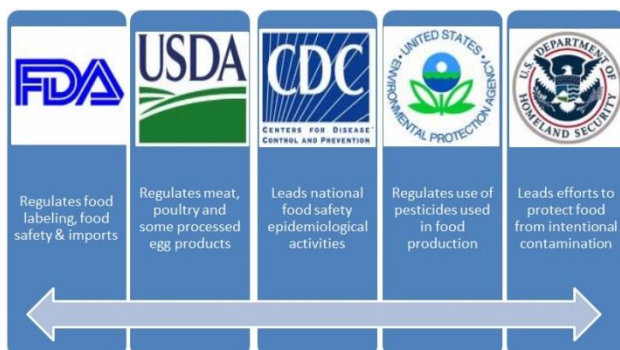 FDA
USDA
CDC
CENTERS FOR DISEASE
CONTROL AND PREVENTION
UNITED STATES
ENVIRONMENTAL PROTECTION AGENCY
U.S. DEPARTMENT OF
HOMELAND SECURITY
Regulates food
labeling, food
safety & imports
Regulates meat,
poultry and
some processed
egg products
Leads national
food safety
epidemiological
activities
Regulates use of
pesticides used
in food
production
Leads efforts to
protect food
from intentional
contamination